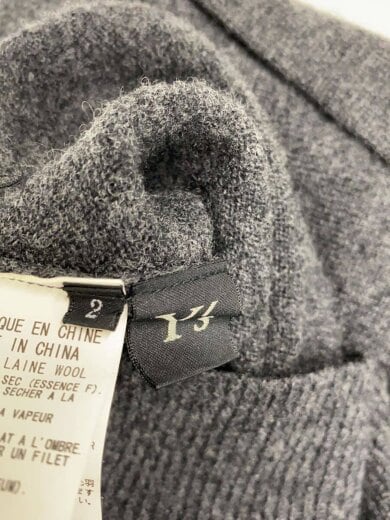 2
Y's
QUE EN CHINE
IN CHINA
LAINE WOOL
SEC (ESSENCE F).
SECHER A LA
A VAPEUR
AT A L'OMBRE.
R UN FILET